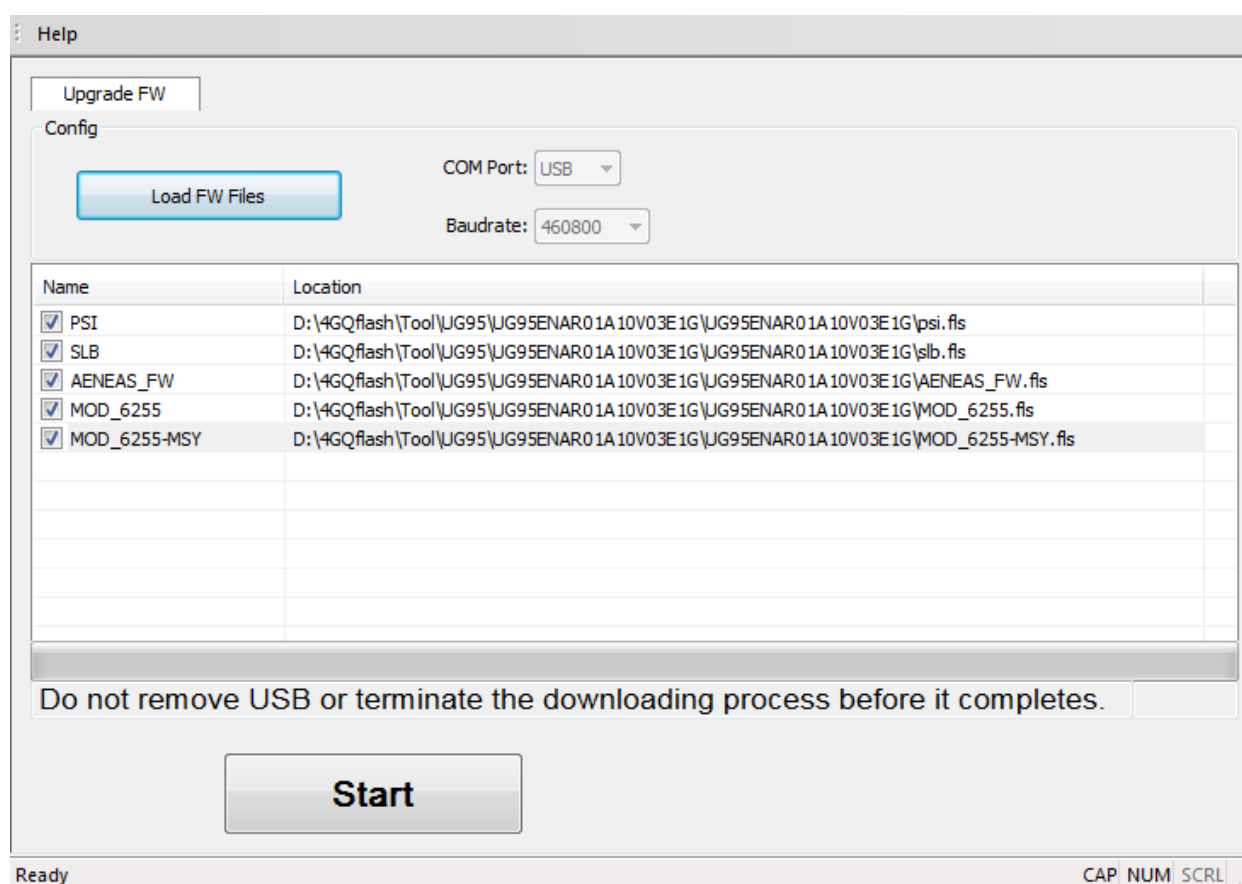 Help
Upgrade FW
Config
Load FW Files
COM Port: USB
Baudrate: 460800
Name Location
PSI D:\4GQflash\Tool\UG95\UG95ENAR01A10V03E1G\UG95ENAR01A10V03E1G\psi.fls
SLB D:\4GQflash\Tool\UG95\UG95ENAR01A10V03E1G\UG95ENAR01A10V03E1G\slb.fls
AENEAS_FW D:\4GQflash\Tool\UG95\UG95ENAR01A10V03E1G\UG95ENAR01A10V03E1G\AENEAS_FW.fls
MOD_6255 D:\4GQflash\Tool\UG95\UG95ENAR01A10V03E1G\UG95ENAR01A10V03E1G\MOD_6255.fls
MOD_6255-MSY D:\4GQflash\Tool\UG95\UG95ENAR01A10V03E1G\UG95ENAR01A10V03E1G\MOD_6255-MSY.fls
Do not remove USB or terminate the downloading process before it completes.
Start
Ready CAP NUM SCRL